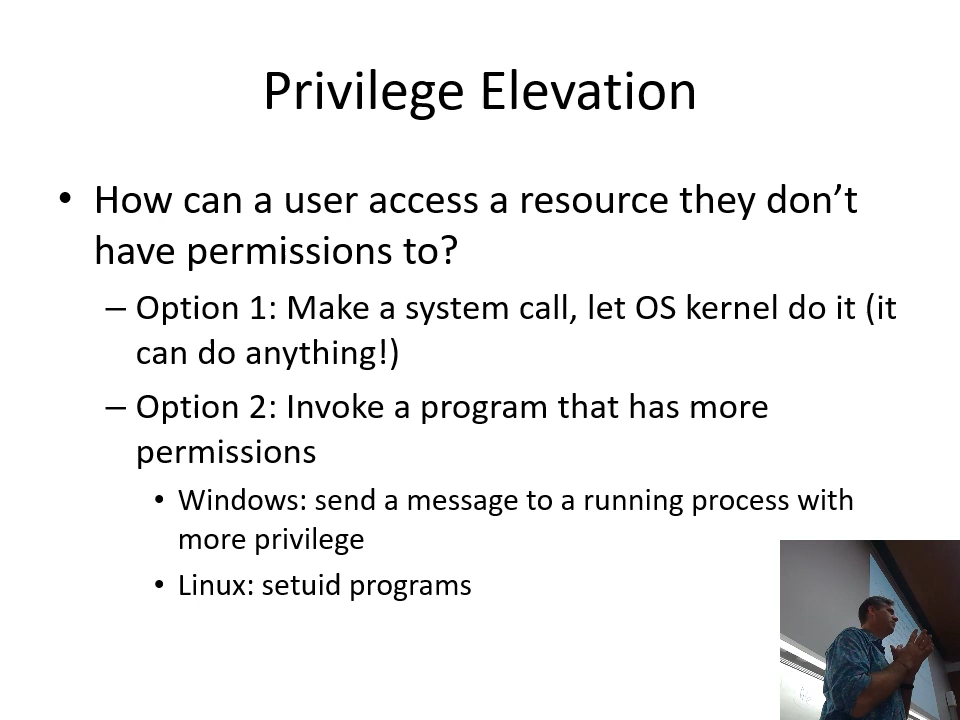 Privilege Elevation
• How can a user access a resource they don’t
have permissions to?
– Option 1: Make a system call, let OS kernel do it (it
can do anything!)
– Option 2: Invoke a program that has more
permissions
• Windows: send a message to a running process with
more privilege
• Linux: setuid programs